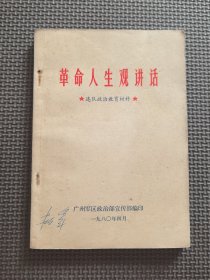 革命人生观讲话
★连队政治教育材料★
广州军区政治部宣传部编印
一九八〇年四月